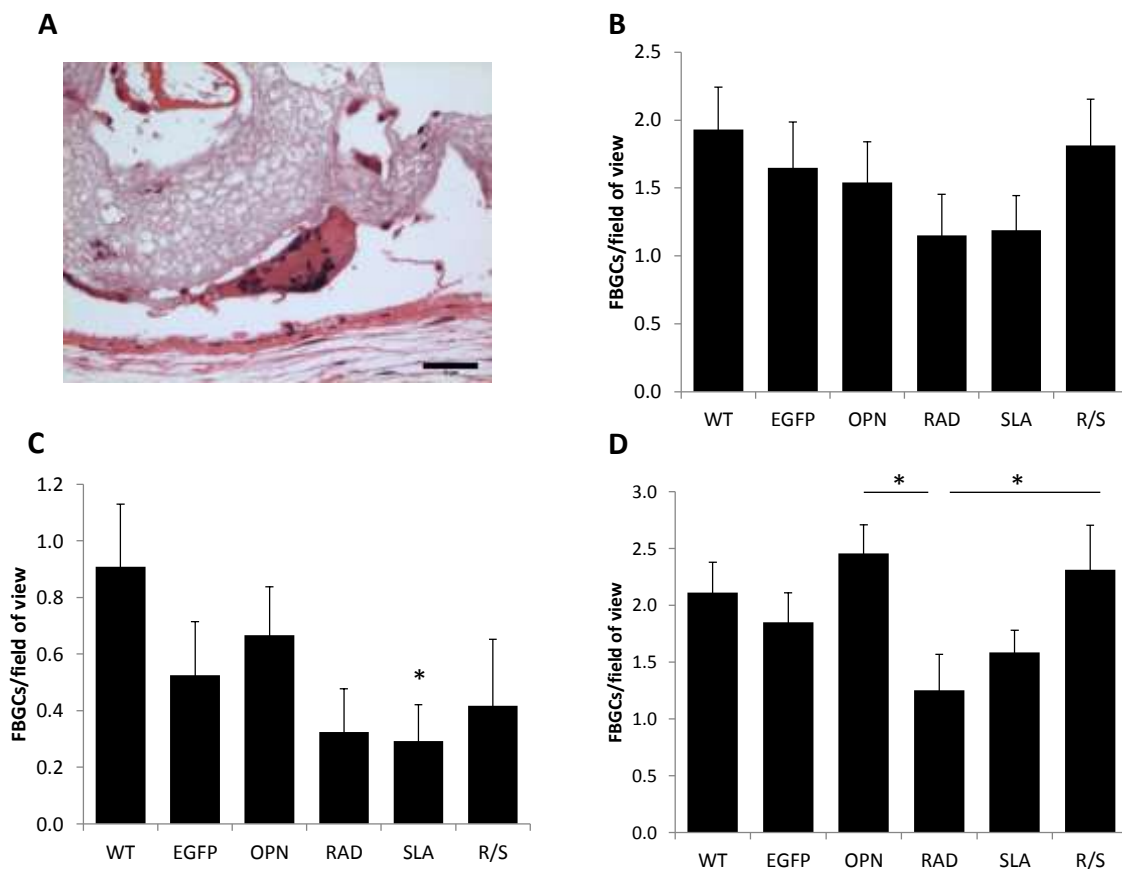 A
B
2.5
2.0
1.5
1.0
0.5
0.0
FBGCs/field of view
WT EGFP OPN RAD SLA R/S
C
1.2
1.0
0.8
0.6
0.4
0.2
0.0
FBGCs/field of view
*
WT EGFP OPN RAD SLA R/S
D
3.0
2.5
2.0
1.5
1.0
0.5
0.0
FBGCs/field of view
* *
WT EGFP OPN RAD SLA R/S